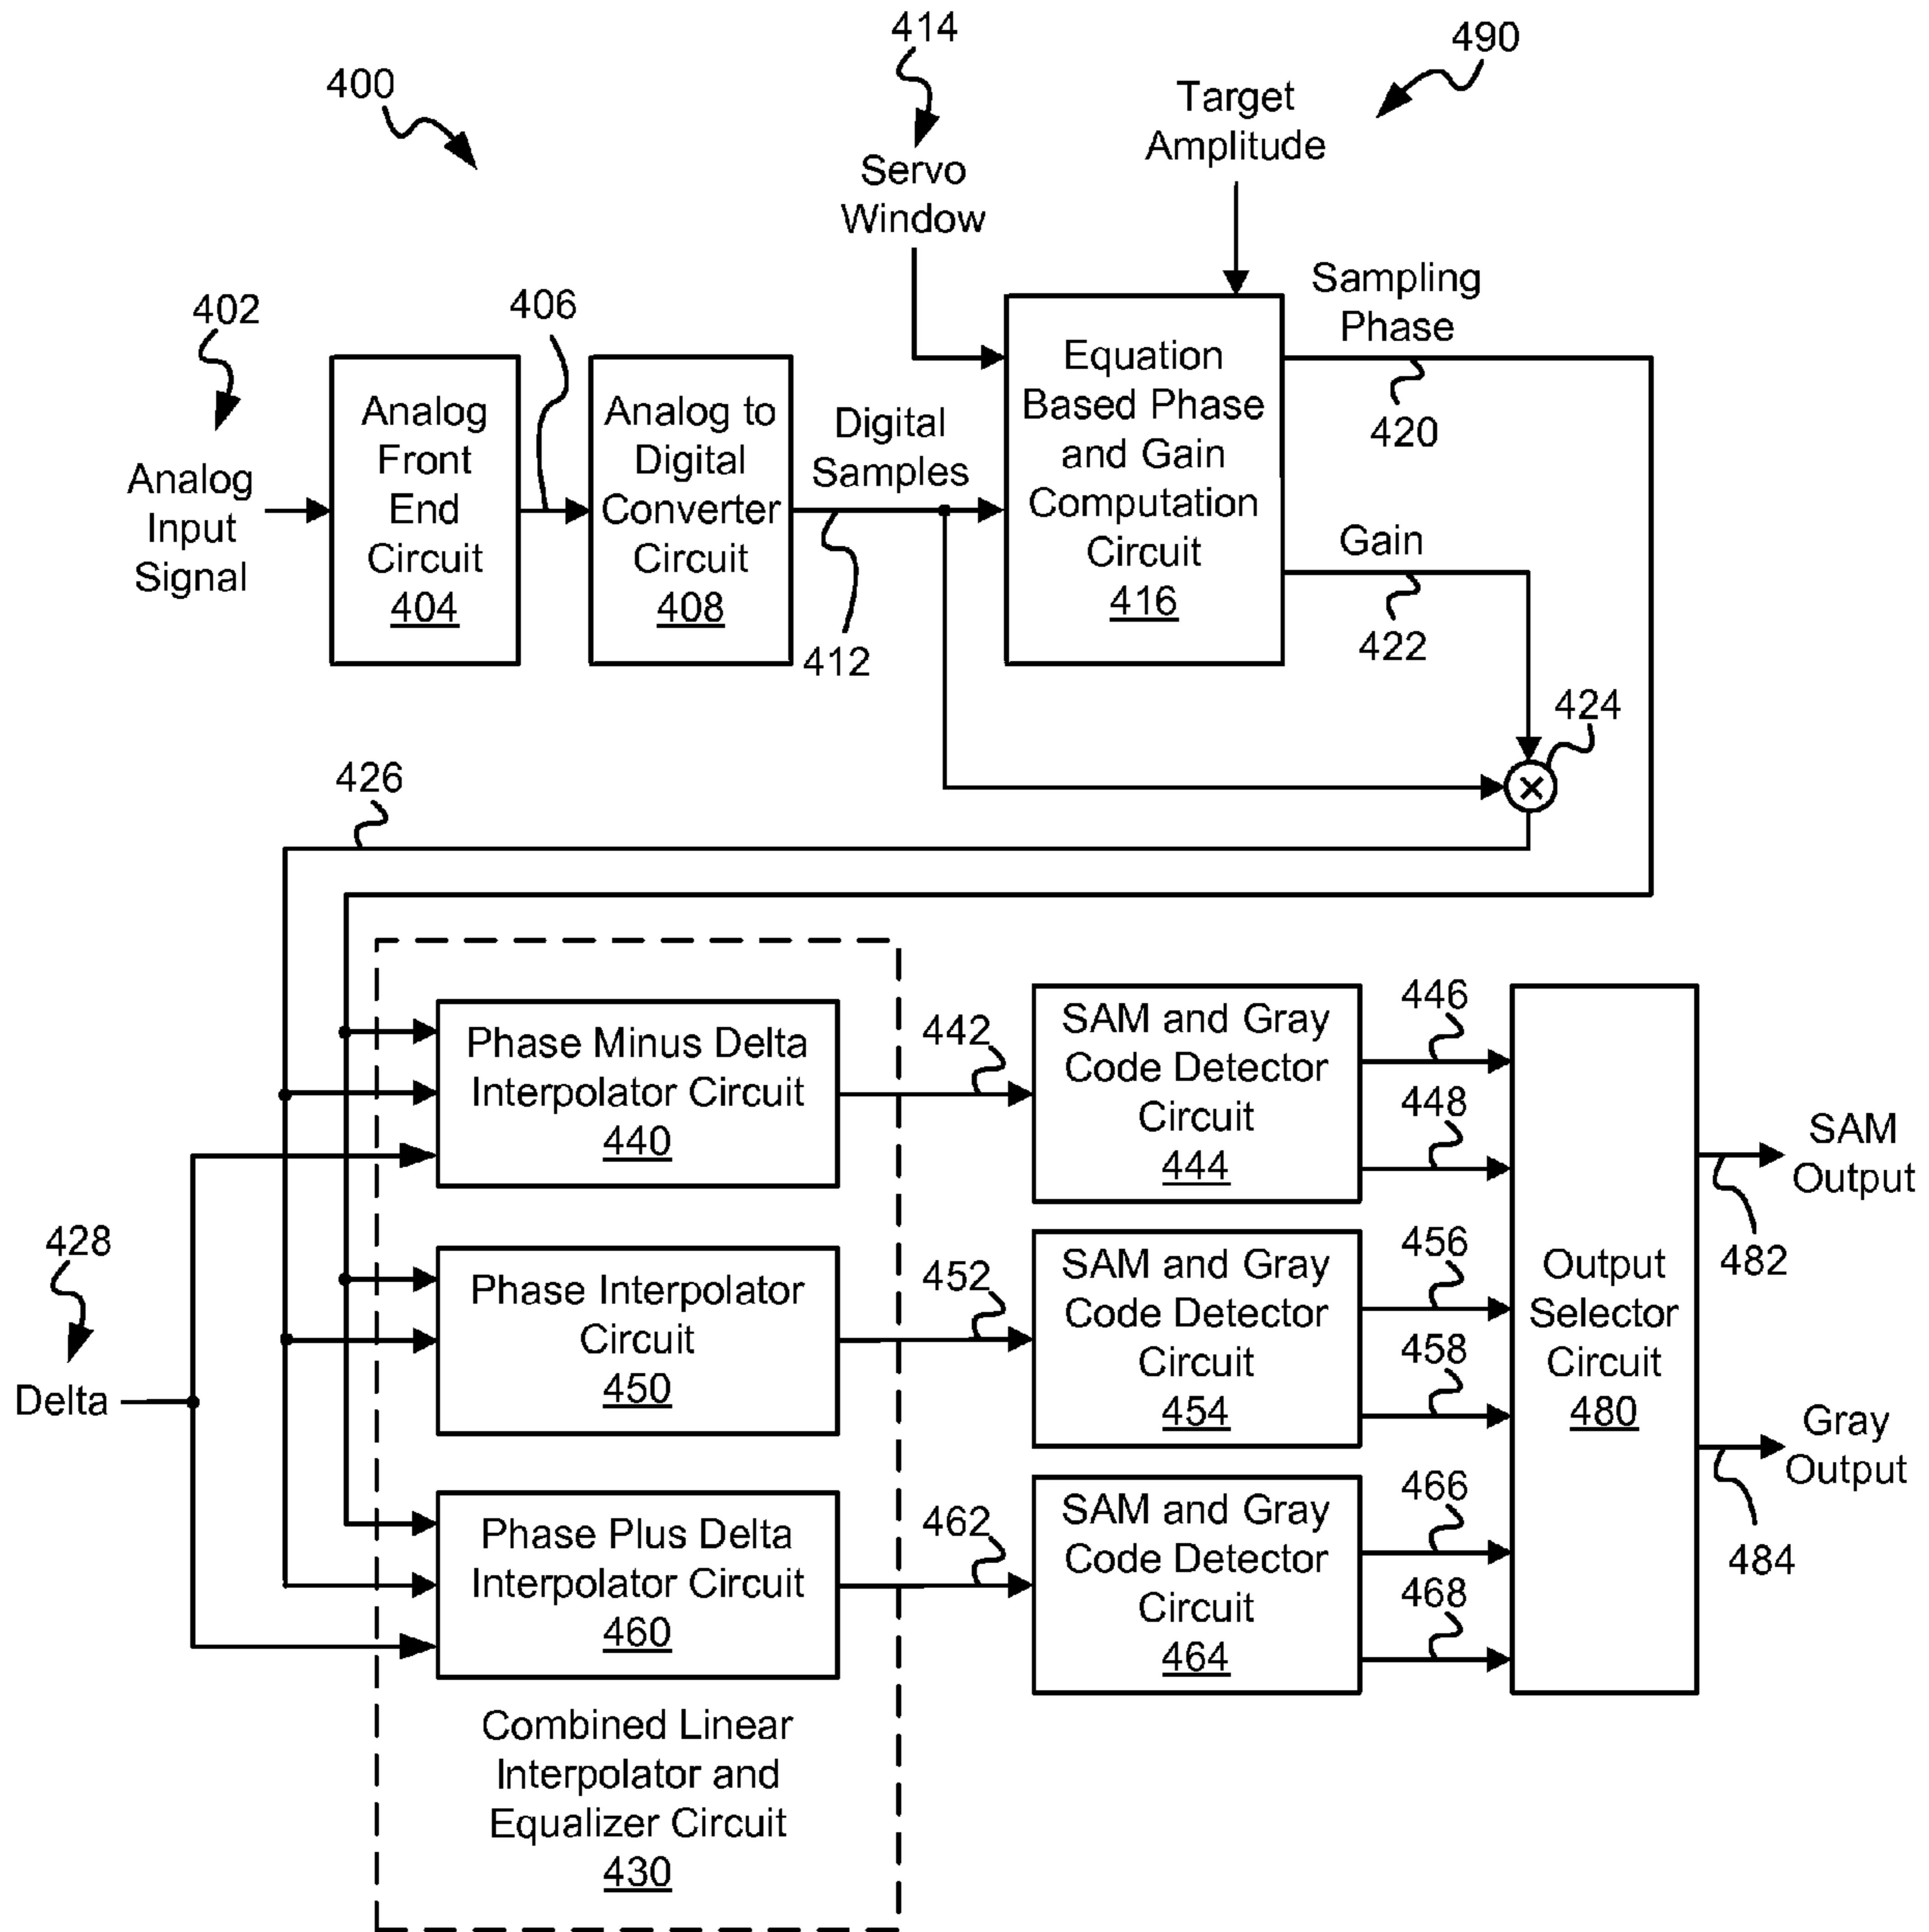 414
490
400
Target
Amplitude
Servo
Window
402
406
Sampling
Phase
420
Analog
Input
Signal
Analog
Front
End
Circuit
404
Analog to
Digital
Converter
Circuit
408
Digital
Samples
412
Equation
Based Phase
and Gain
Computation
Circuit
416
Gain
422
424
426
428
Delta
Phase Minus Delta
Interpolator Circuit
440
442
SAM and Gray
Code Detector
Circuit
444
446
448
Phase Interpolator
Circuit
450
452
SAM and Gray
Code Detector
Circuit
454
456
458
Phase Plus Delta
Interpolator Circuit
460
462
SAM and Gray
Code Detector
Circuit
464
466
468
Combined Linear
Interpolator and
Equalizer Circuit
430
Output
Selector
Circuit
480
SAM
Output
482
Gray
Output
484